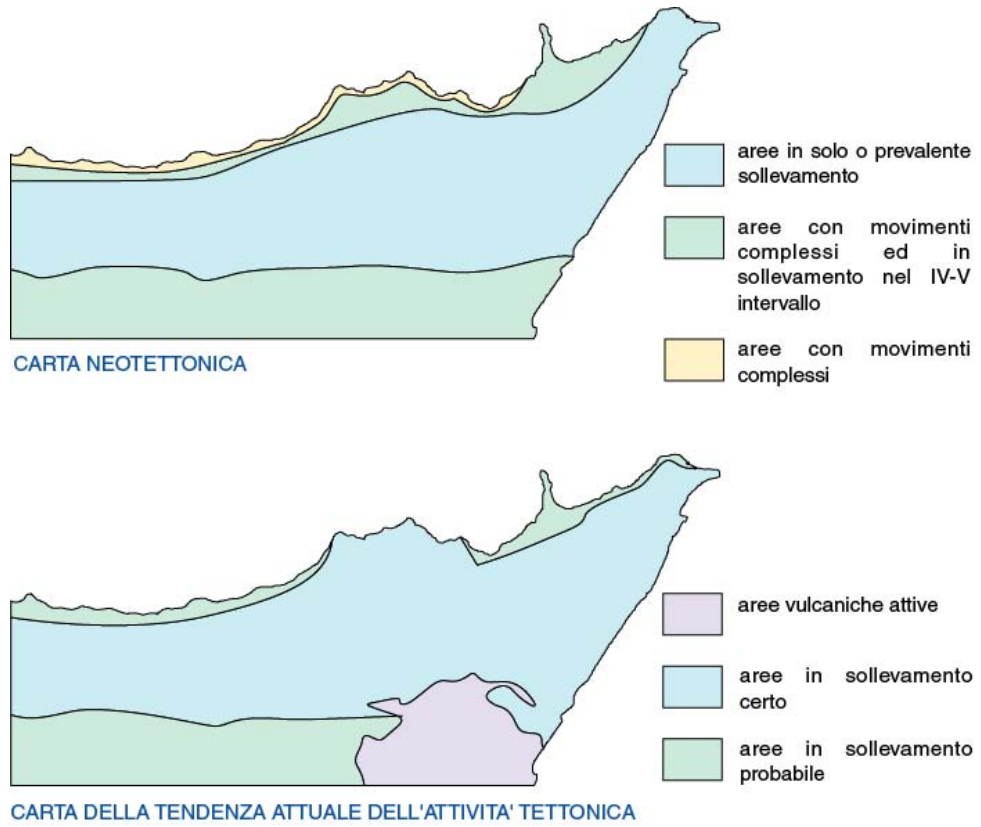 aree in solo o prevalente
sollevamento
aree con movimenti
complessi ed in
sollevamento nel IV-V
intervallo
aree con movimenti
complessi
CARTA NEOTETTONICA
aree vulcaniche attive
aree in sollevamento
certo
aree in sollevamento
probabile
CARTA DELLA TENDENZA ATTUALE DELL'ATTIVITA' TETTONICA